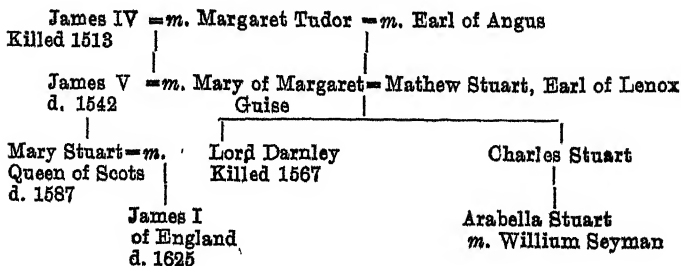 James IV = m. Margaret Tudor = m. Earl of Angus
Killed 1513
James V = m. Mary of Margaret = Mathew Stuart, Earl of Lenox
d. 1542 Guise
Mary Stuart = m. Lord Darnley Charles Stuart
Queen of Scots Killed 1567
d. 1587
James I Arabella Stuart
of England m. Willium Seyman
d. 1625